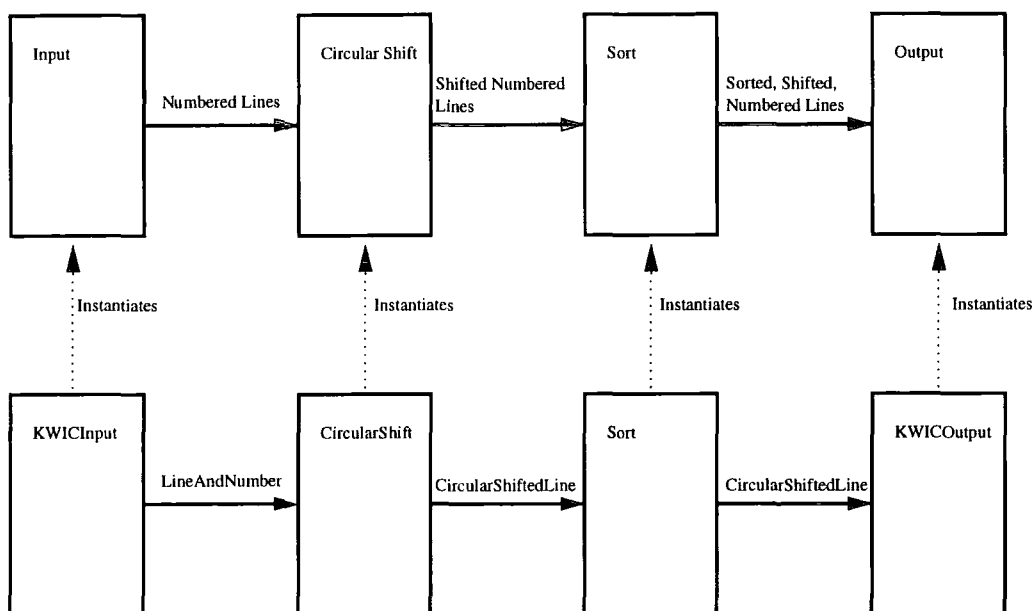 Input
Circular Shift
Sort
Output
Numbered Lines
Shifted Numbered
Lines
Sorted, Shifted,
Numbered Lines
Instantiates
Instantiates
Instantiates
Instantiates
KWICInput
CircularShift
Sort
KWICOutput
LineAndNumber
CircularShiftedLine
CircularShiftedLine